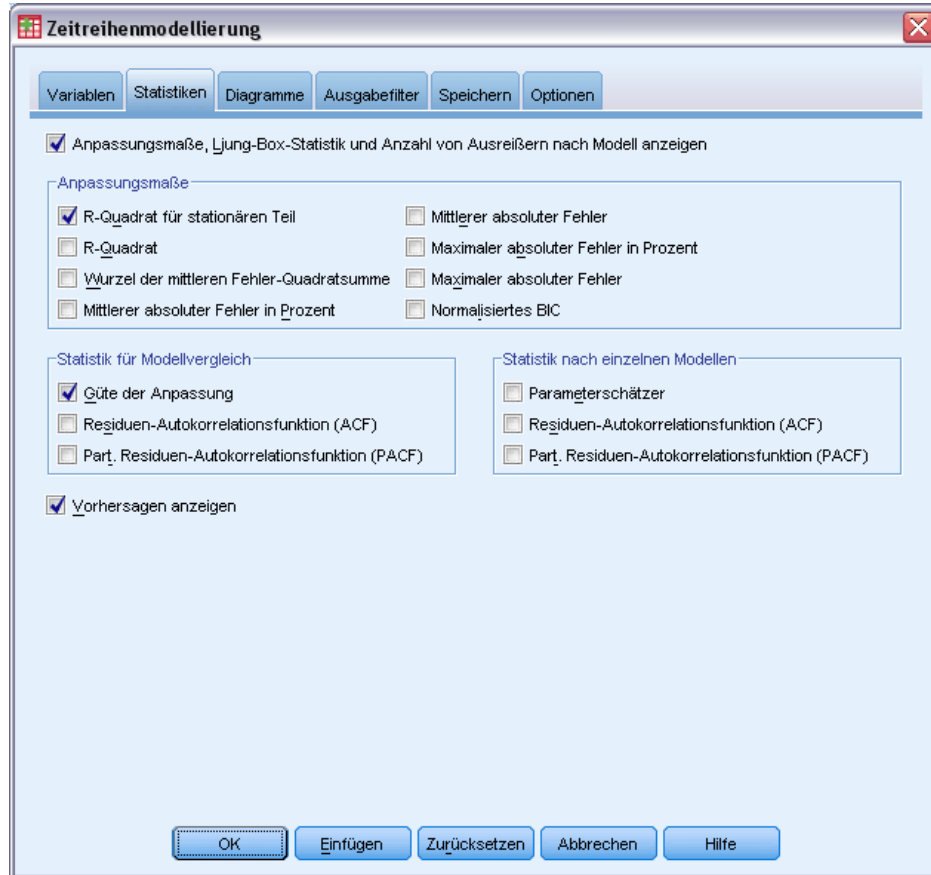 Zeitreihenmodellierung
Variablen Statistiken Diagramme Ausgabefilter Speichern Optionen
Anpassungsmaße, Ljung-Box-Statistik und Anzahl von Ausreißern nach Modell anzeigen
Anpassungsmaße
R-Quadrat für stationären Teil
R-Quadrat
Wurzel der mittleren Fehler-Quadratsumme
Mittlerer absoluter Fehler in Prozent
Mittlerer absoluter Fehler
Maximaler absoluter Fehler in Prozent
Maximaler absoluter Fehler
Normalisiertes BIC
Statistik für Modellvergleich
Güte der Anpassung
Residuen-Autokorrelationsfunktion (ACF)
Part. Residuen-Autokorrelationsfunktion (PACF)
Statistik nach einzelnen Modellen
Parameterschätzer
Residuen-Autokorrelationsfunktion (ACF)
Part. Residuen-Autokorrelationsfunktion (PACF)
Vorhersagen anzeigen
OK Einfügen Zurücksetzen Abbrechen Hilfe